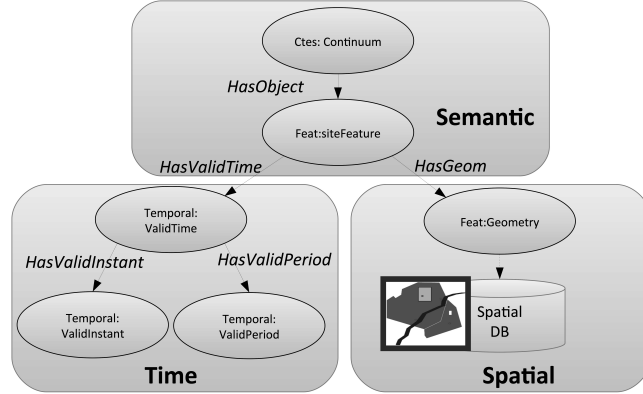 Ctes: Continuum
HasObject
Feat:siteFeature
Semantic
HasValidTime
HasGeom
Temporal:
ValidTime
Feat:Geometry
HasValidInstant
HasValidPeriod
Temporal:
ValidInstant
Temporal:
ValidPeriod
Spatial
DB
Time
Spatial